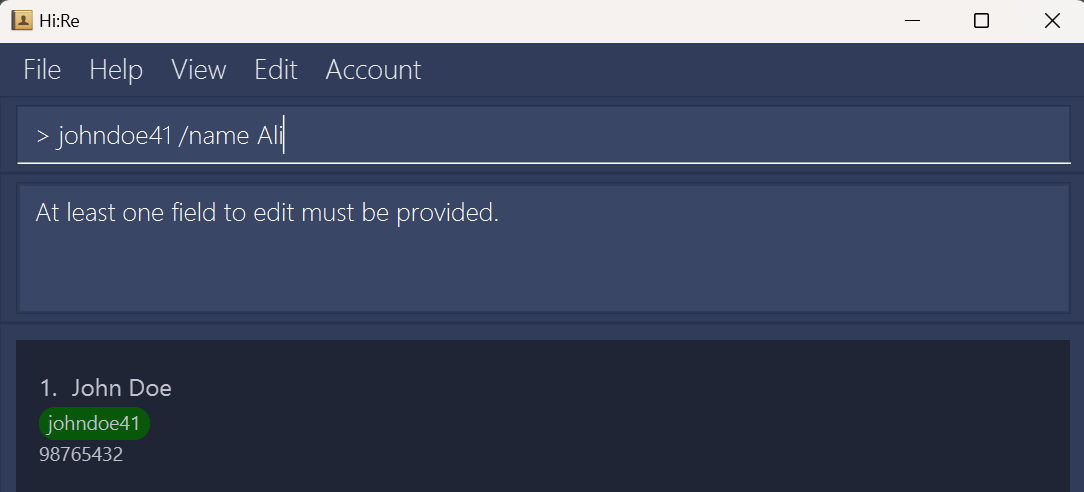 Hi:Re
File Help View Edit Account
> johndoe41 /name Ali
At least one field to edit must be provided.
1. John Doe
johndoe41
98765432